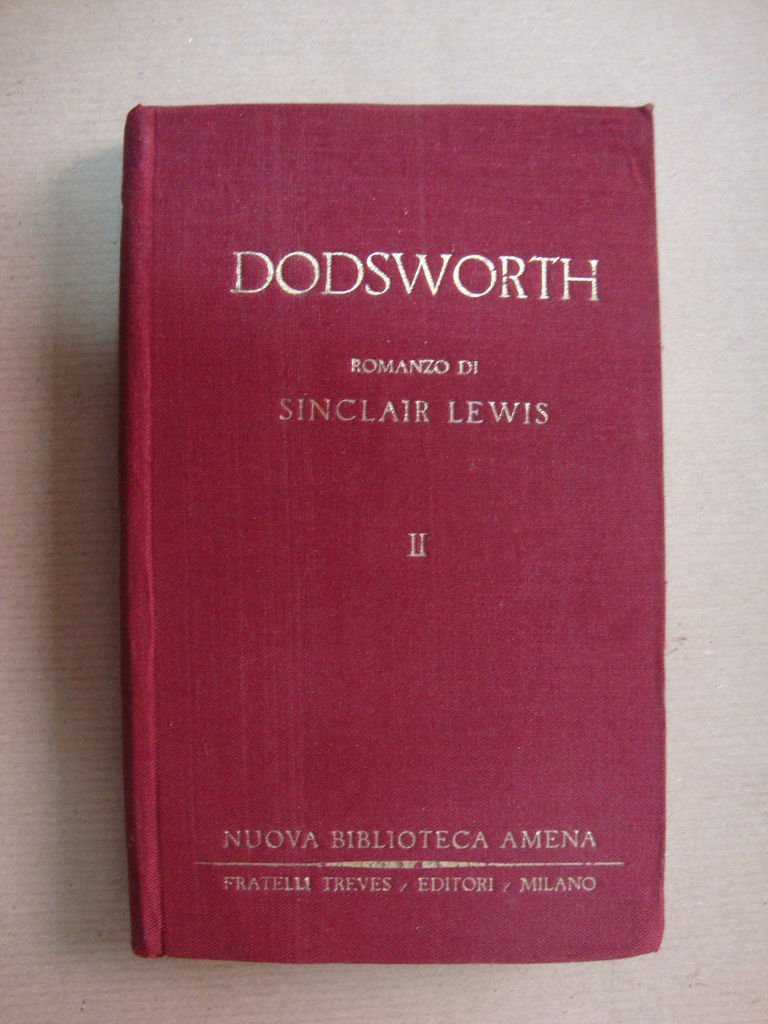 DODSWORTH
ROMANZO DI
SINCLAIR LEWIS
II
NUOVA BIBLIOTECA AMENA
FRATELLI TREVES / EDITORI / MILANO